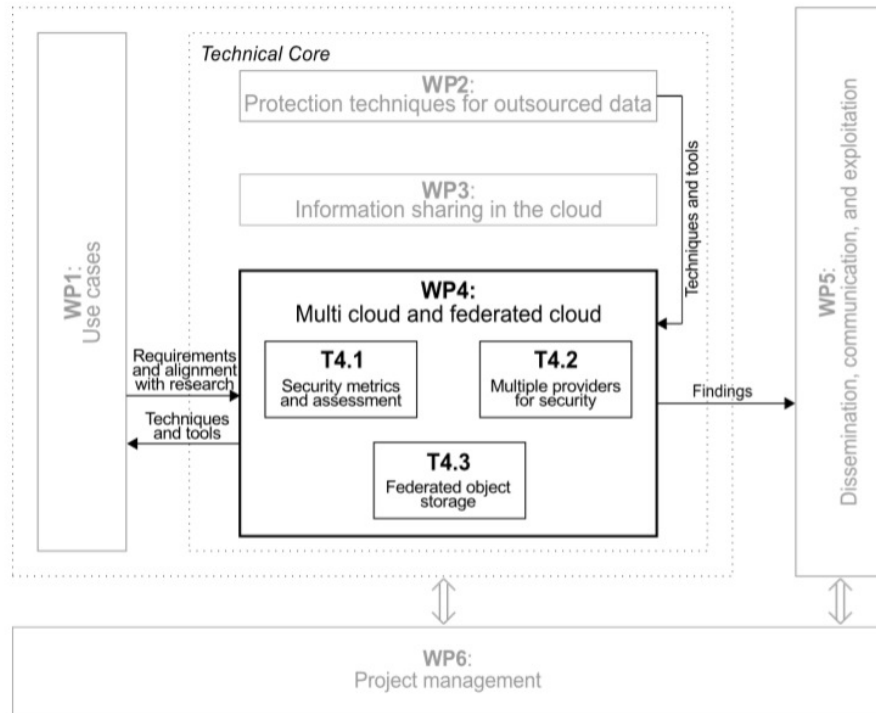 Technical Core
WP2:
Protection techniques for outsourced data
WP3:
Information sharing in the cloud
Techniques and tools
WP1:
Use cases
WP4:
Multi cloud and federated cloud
T4.1
Security metrics
and assessment
T4.2
Multiple providers
for security
T4.3
Federated object
storage
Requirements
and alignment
with research
Techniques
and tools
Findings
WP5:
Dissemination, communication, and exploitation
WP6:
Project management